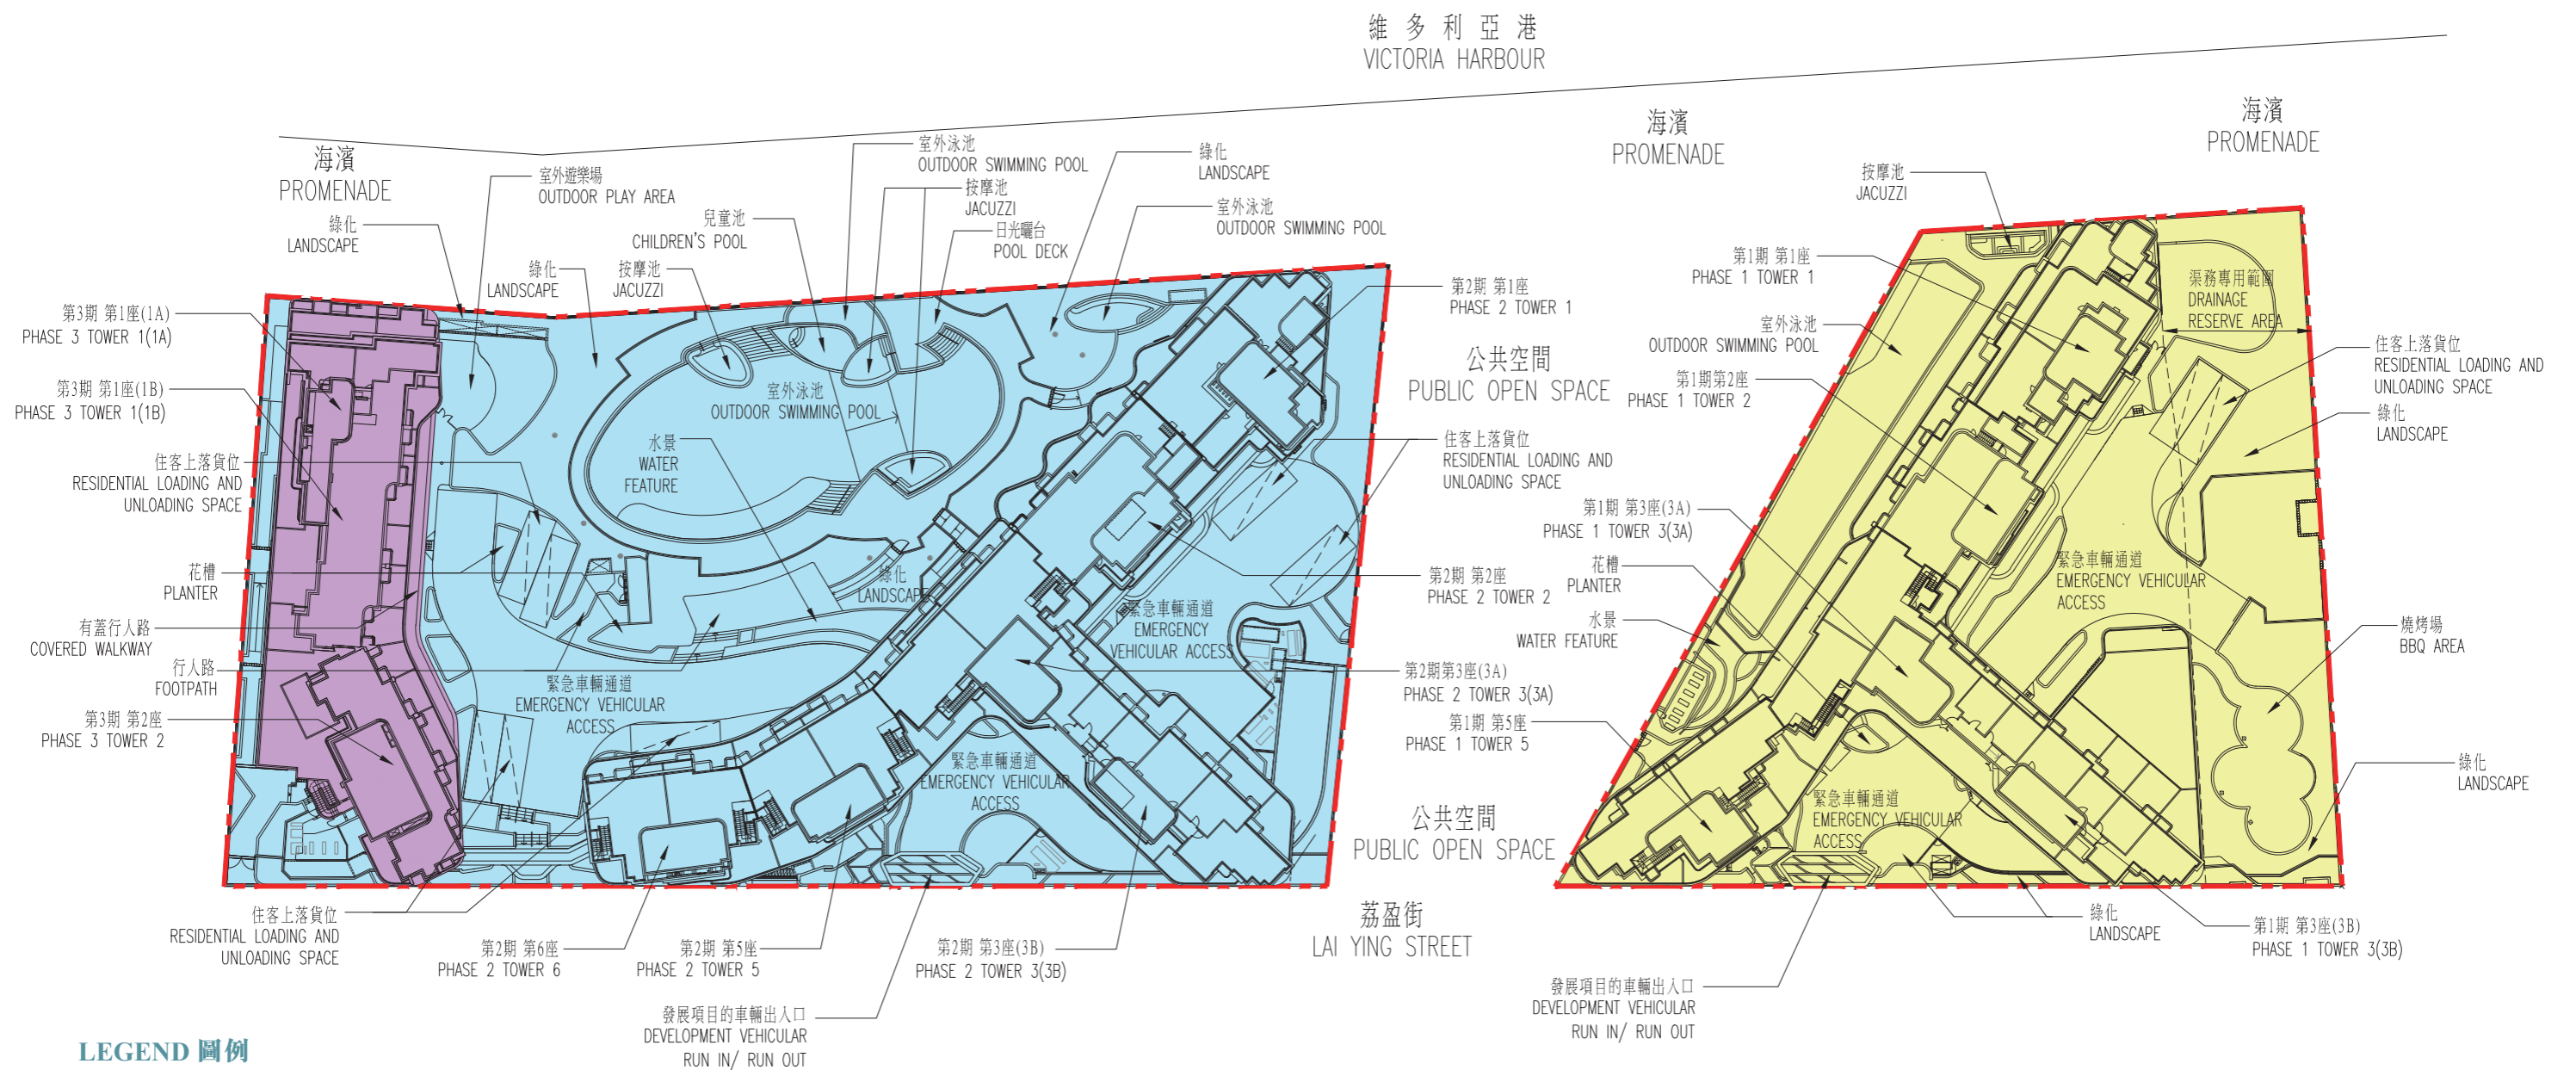 維多利亞港
VICTORIA HARBOUR
海濱
PROMENADE
海濱
PROMENADE
海濱
PROMENADE
室外遊樂場
OUTDOOR PLAY AREA
綠化
LANDSCAPE
綠化
LANDSCAPE
兒童池
CHILDREN'S POOL
按摩池
JACUZZI
室外泳池
OUTDOOR SWIMMING POOL
按摩池
JACUZZI
日光曬台
POOL DECK
綠化
LANDSCAPE
室外泳池
OUTDOOR SWIMMING POOL
第3期 第1座(1A)
PHASE 3 TOWER 1(1A)
第3期 第1座(1B)
PHASE 3 TOWER 1(1B)
住客上落貨位
RESIDENTIAL LOADING AND
UNLOADING SPACE
花槽
PLANTER
有蓋行人路
COVERED WALKWAY
行人路
FOOTPATH
第3期 第2座
PHASE 3 TOWER 2
室外泳池
OUTDOOR SWIMMING POOL
水景
WATER
FEATURE
綠化
LANDSCAPE
緊急車輛通道
EMERGENCY VEHICULAR
ACCESS
緊急車輛通道
EMERGENCY
VEHICULAR ACCESS
緊急車輛通道
EMERGENCY VEHICULAR
ACCESS
第2期 第1座
PHASE 2 TOWER 1
公共空間
PUBLIC OPEN SPACE
住客上落貨位
RESIDENTIAL LOADING AND
UNLOADING SPACE
第2期 第2座
PHASE 2 TOWER 2
第2期第3座(3A)
PHASE 2 TOWER 3(3A)
公共空間
PUBLIC OPEN SPACE
荔盈街
LAI YING STREET
住客上落貨位
RESIDENTIAL LOADING AND
UNLOADING SPACE
第2期 第6座
PHASE 2 TOWER 6
第2期 第5座
PHASE 2 TOWER 5
第2期 第3座(3B)
PHASE 2 TOWER 3(3B)
發展項目的車輛出入口
DEVELOPMENT VEHICULAR
RUN IN/ RUN OUT
按摩池
JACUZZI
第1期 第1座
PHASE 1 TOWER 1
室外泳池
OUTDOOR SWIMMING POOL
第1期第2座
PHASE 1 TOWER 2
第1期 第3座(3A)
PHASE 1 TOWER 3(3A)
花槽
PLANTER
水景
WATER FEATURE
第1期 第5座
PHASE 1 TOWER 5
渠務專用範圍
DRAINAGE
RESERVE AREA
住客上落貨位
RESIDENTIAL LOADING AND
UNLOADING SPACE
綠化
LANDSCAPE
緊急車輛通道
EMERGENCY VEHICULAR
ACCESS
燒烤場
BBQ AREA
緊急車輛通道
EMERGENCY VEHICULAR
ACCESS
綠化
LANDSCAPE
綠化
LANDSCAPE
第1期 第3座(3B)
PHASE 1 TOWER 3(3B)
發展項目的車輛出入口
DEVELOPMENT VEHICULAR
RUN IN/ RUN OUT
LEGEND 圖例